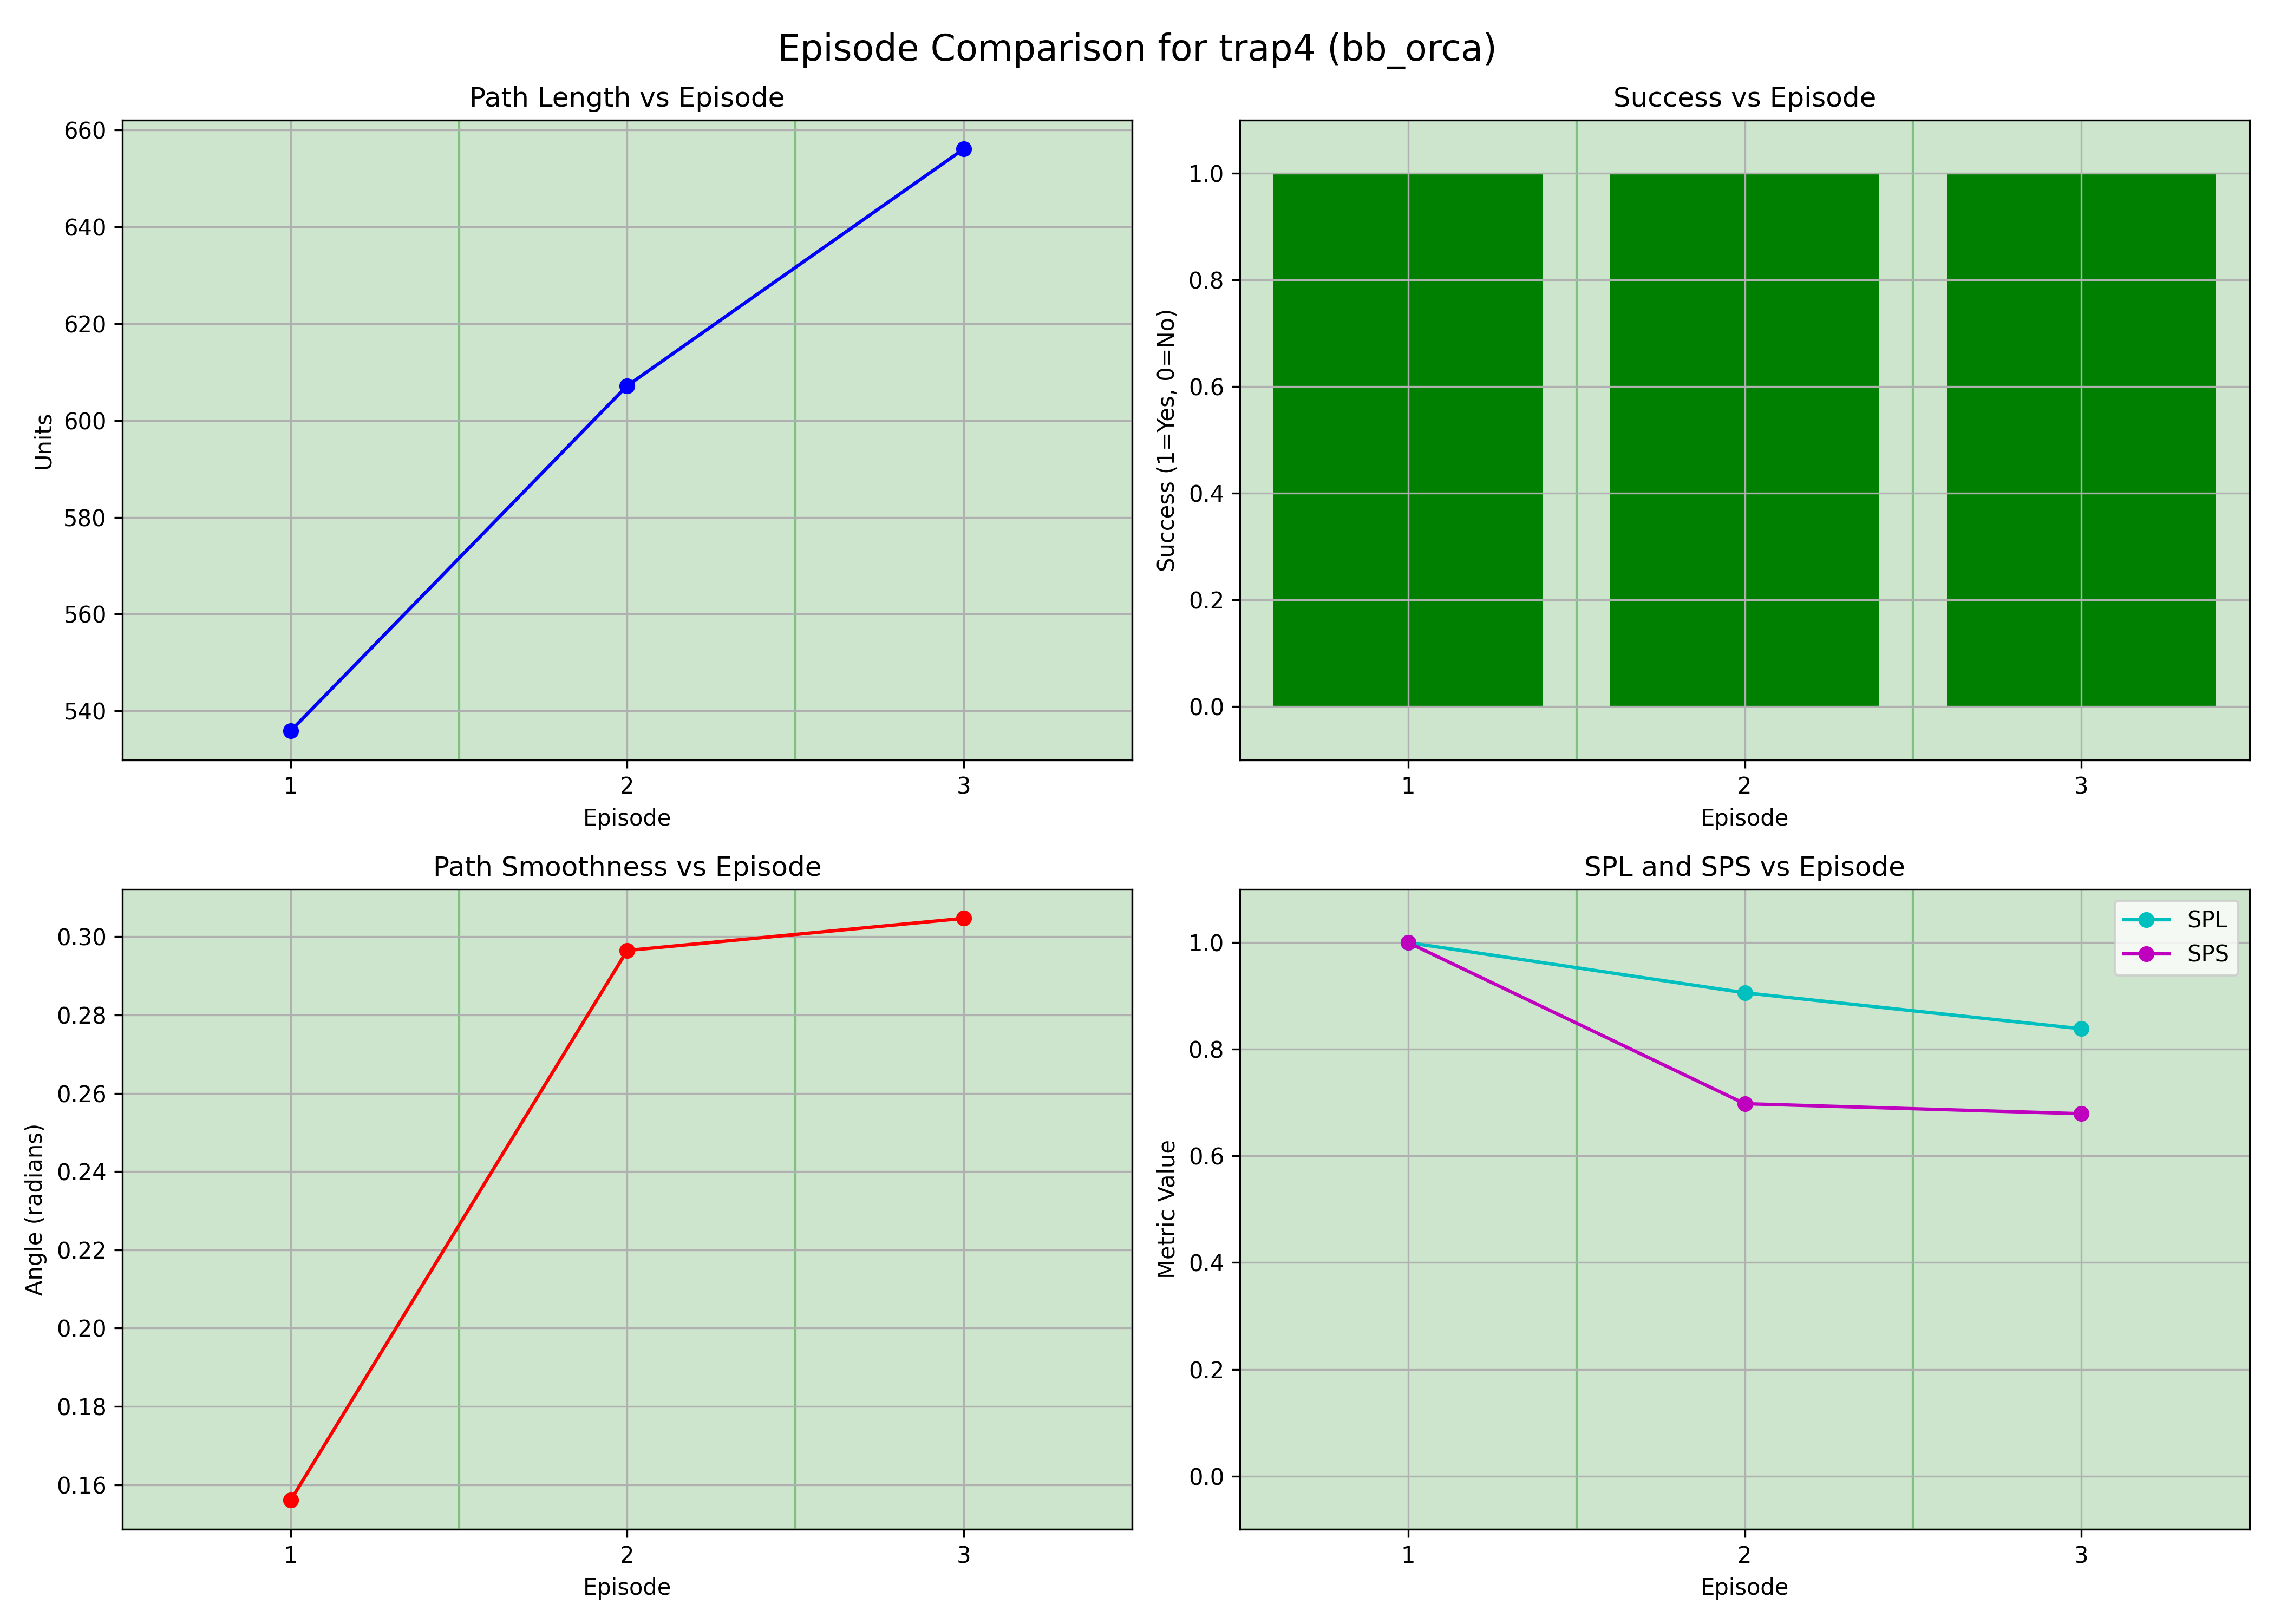 Episode Comparison for trap4 (bb_orca)
Path Length vs Episode
660
640
620
600
580
560
540
Units
1 2 3
Episode
Success vs Episode
1.0
0.8
0.6
0.4
0.2
0.0
Success (1=Yes, 0=No)
1 2 3
Episode
Path Smoothness vs Episode
0.30
0.28
0.26
0.24
0.22
0.20
0.18
0.16
Angle (radians)
1 2 3
Episode
SPL and SPS vs Episode
SPL
SPS
1.0
0.8
0.6
0.4
0.2
0.0
Metric Value
1 2 3
Episode